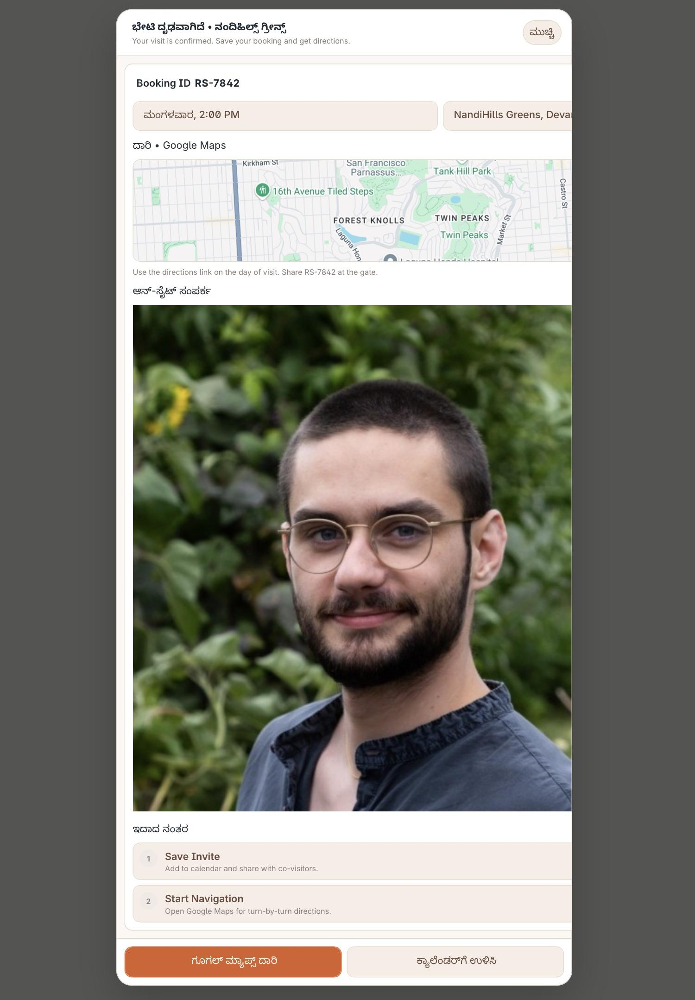 ಭೇಟಿ ದೃಢವಾಗಿದೆ • ನಂದಿಹಿಲ್ಸ್ ಗ್ರೀನ್ಸ್
Your visit is confirmed. Save your booking and get directions.
ಮುಚ್ಚಿ
Booking ID RS-7842
ಮಂಗಳವಾರ, 2:00 PM
NandiHills Greens,
ದಾರಿ • Google Maps
Kirkham St
San Francisco
Parnassus...
Tank Hill Park
16th Avenue Tiled Steps
Castro St
FOREST KNOLLS
TWIN PEAKS
Twin Peaks
Market St
Laguna Hon
Laguna Honda Hospital
Use the directions link on the day of visit. Share RS-7842 at the gate.
ಆನ್-ಸೈಟ್ ಸಂಪರ್ಕ
ಇದಾದ ನಂತರ
1
Save Invite
Add to calendar and share with co-visitors.
2
Start Navigation
Open Google Maps for turn-by-turn directions.
ಗೂಗಲ್ ಮ್ಯಾಪ್ಸ್ ದಾರಿ
ಕ್ಯಾಲೆಂಡರ್‌ಗೆ ಉಳಿಸಿ